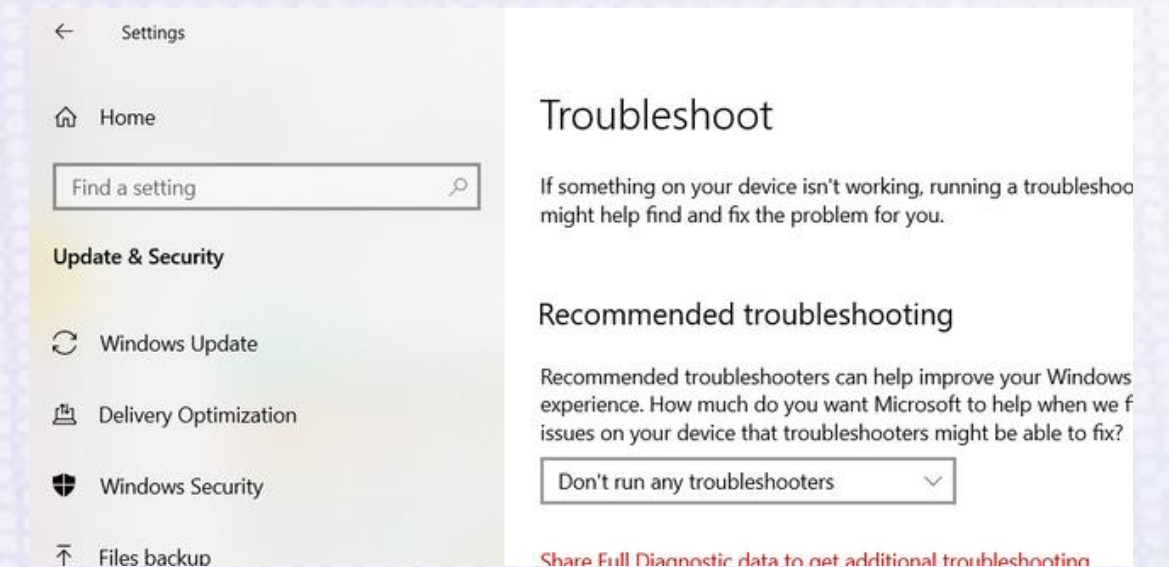 Settings
Home
Find a setting
Update & Security
Windows Update
Delivery Optimization
Windows Security
Files backup
Troubleshoot
If something on your device isn't working, running a troubleshoo
might help find and fix the problem for you.
Recommended troubleshooting
Recommended troubleshooters can help improve your Windows
experience. How much do you want Microsoft to help when we f
issues on your device that troubleshooters might be able to fix?
Don't run any troubleshooters
Share Full Diagnostic data to get additional troubleshooting